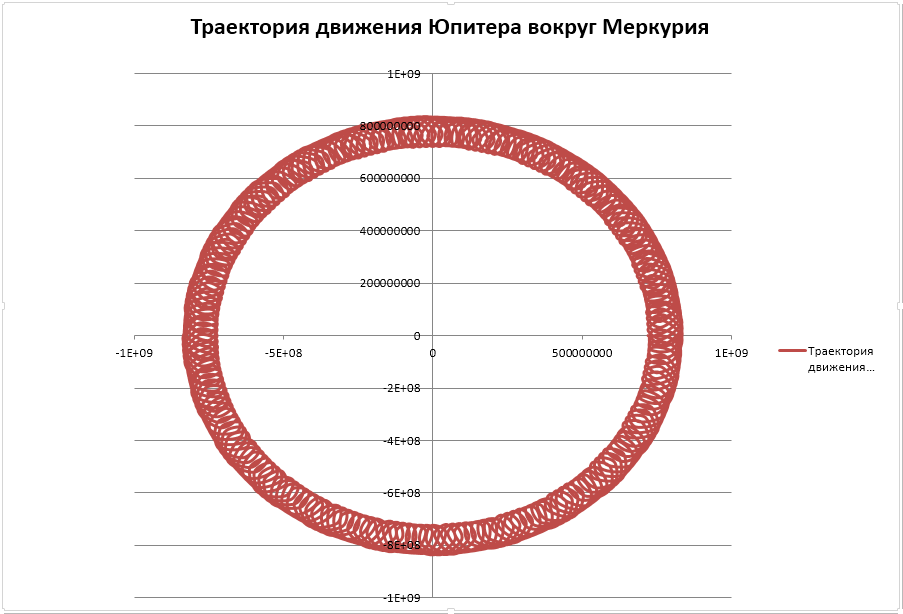 Траектория движения Юпитера вокруг Меркурия
1E+09
800000000
600000000
400000000
200000000
0
-1E+09 -5E+08 0 500000000 1E+09
-2E+08
-4E+08
-6E+08
-8E+08
-1E+09
Траектория
движения...